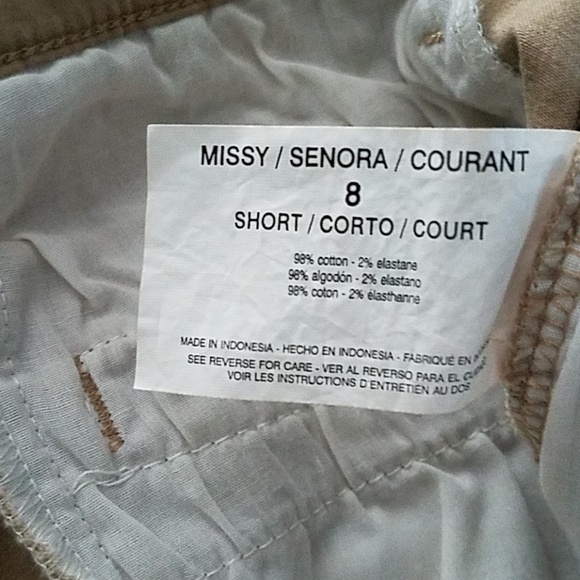 MISSY / SENORA / COURANT
8
SHORT / CORTO / COURT
98% cotton - 2% elastane
98% algodón - 2% elastano
98% coton - 2% élasthanne
MADE IN INDONESIA - HECHO EN INDONESIA - FABRIQUÉ EN
SEE REVERSE FOR CARE - VER AL REVERSO PARA EL CUIDADO
VOIR LES INSTRUCTIONS D'ENTRETIEN AU DOS